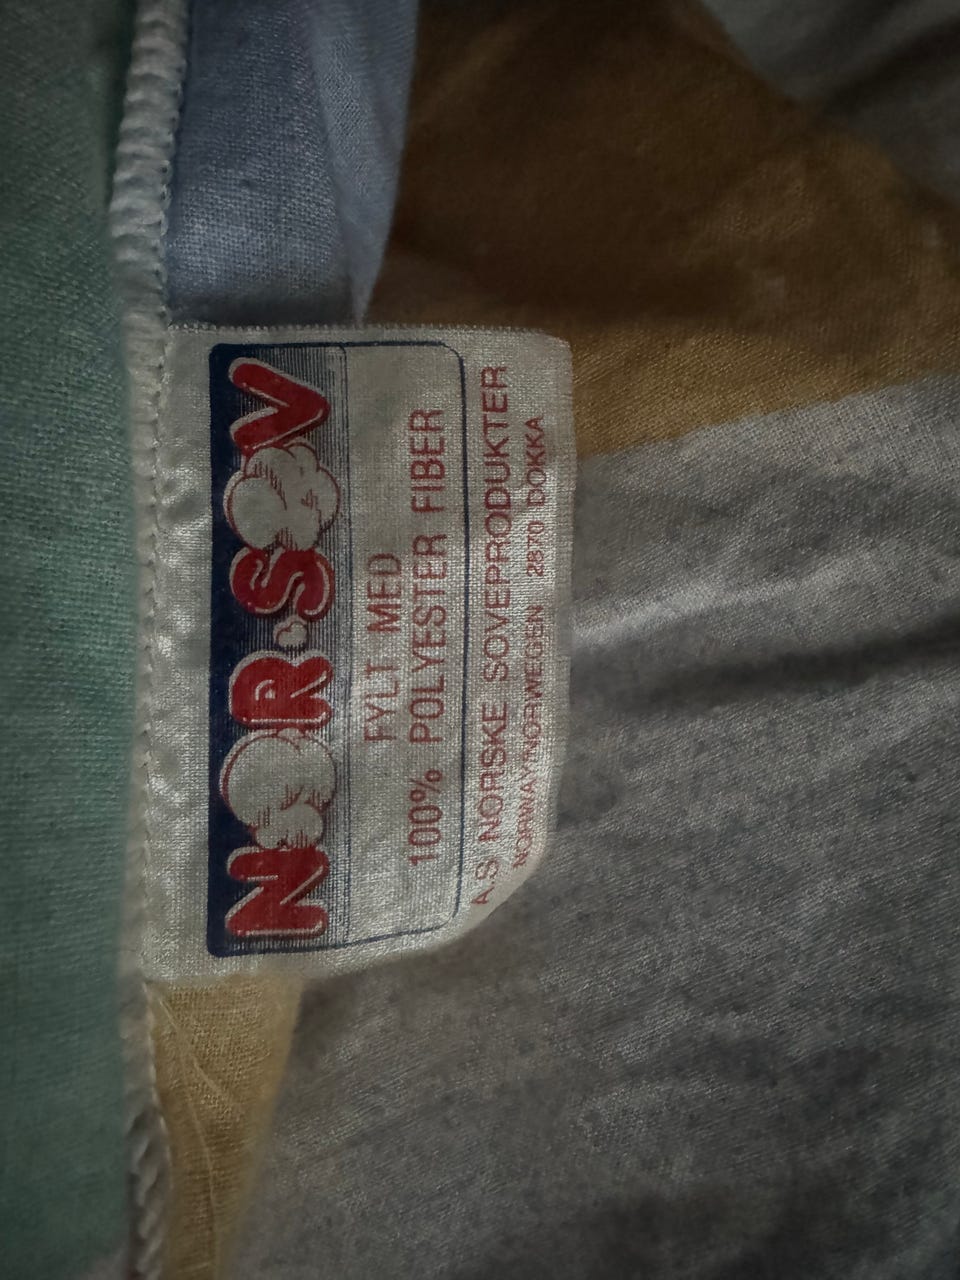 NOR-SOV
FYLT MED
100% POLYESTER FIBER
A.S NORSKE SOVEPRODUKTER
NORWAY/NORWEGEN 2870 DOKKA